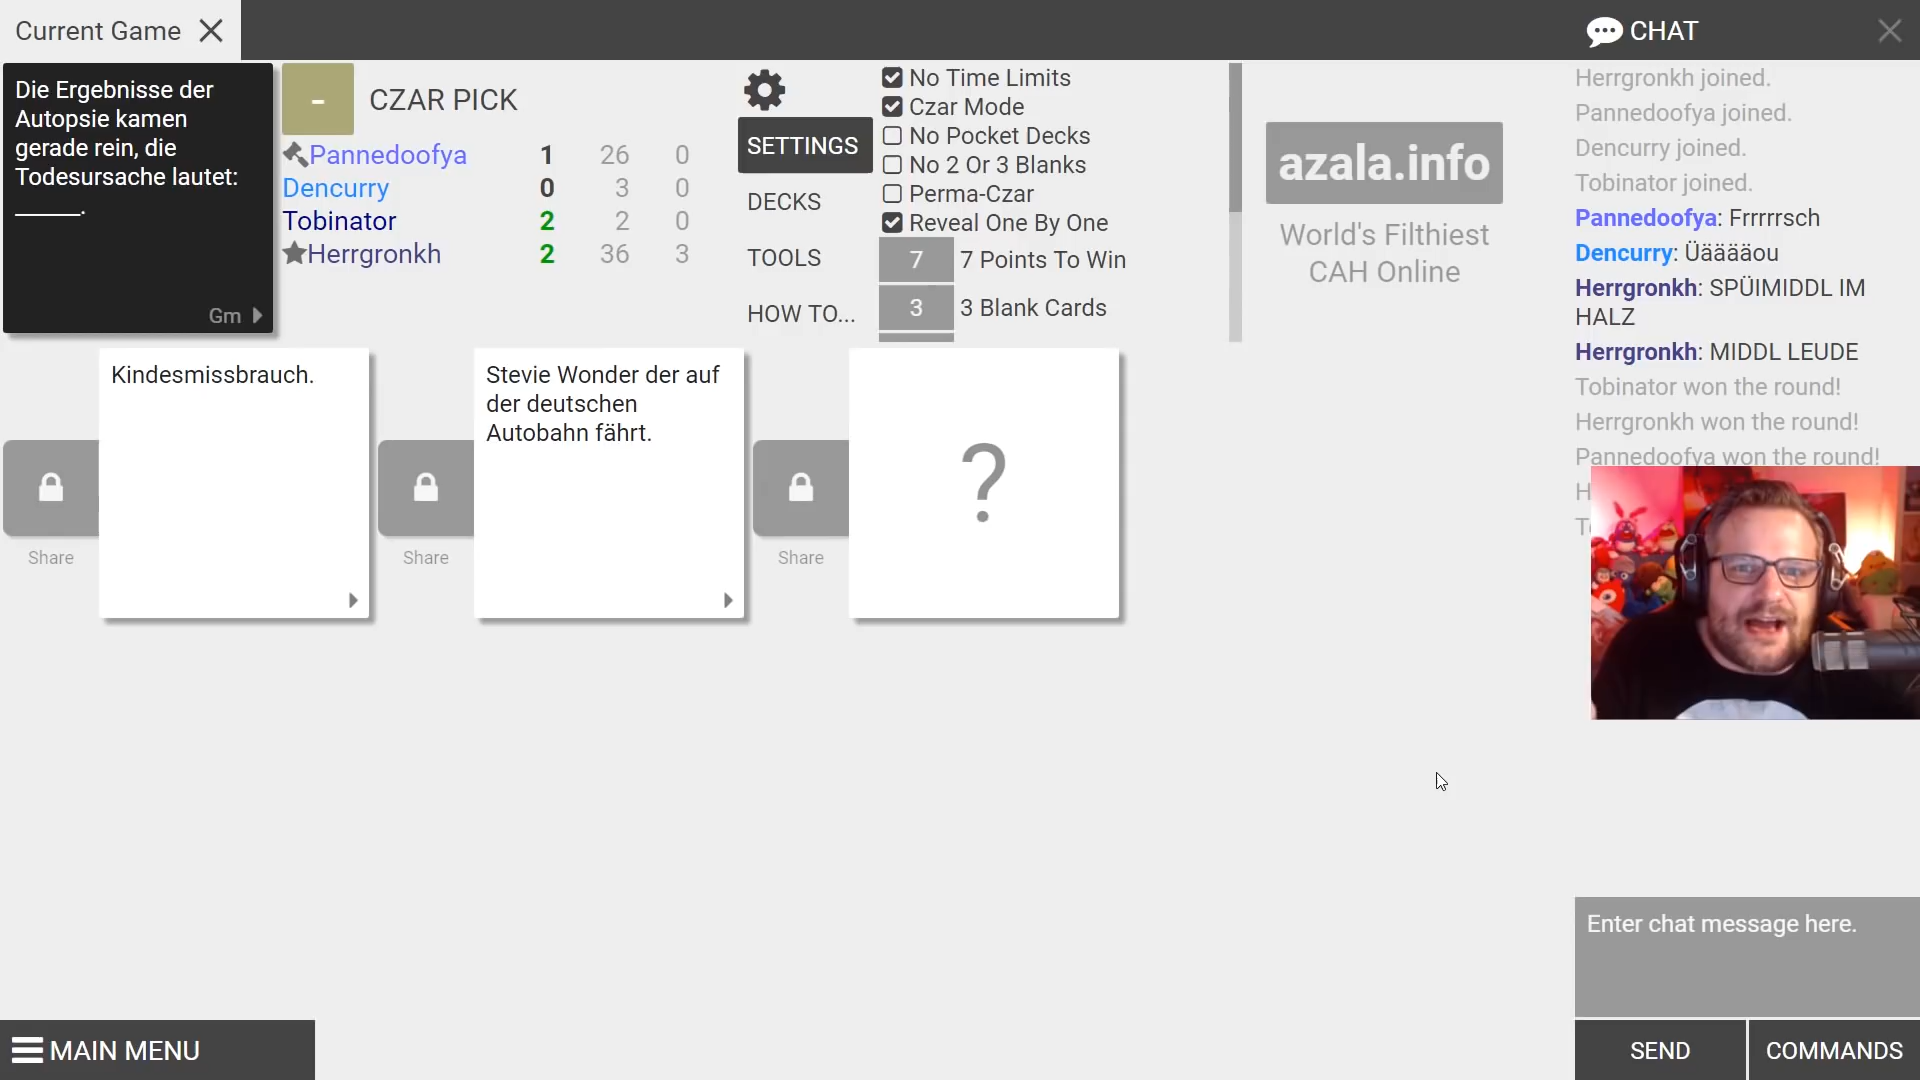 Current Game
CHAT
Die Ergebnisse der
Autopsie kamen
gerade rein, die
Todesursache lautet:
______.
Gm
-
CZAR PICK
Pannedoofya 1 26 0
Dencurry 0 3 0
Tobinator 2 2 0
Herrgronkh 2 36 3
SETTINGS
DECKS
TOOLS
HOW TO...
No Time Limits
Czar Mode
No Pocket Decks
No 2 Or 3 Blanks
Perma-Czar
Reveal One By One
7 7 Points To Win
3 3 Blank Cards
azala.info
World's Filthiest
CAH Online
Herrgronkh joined.
Pannedoofya joined.
Dencurry joined.
Tobinator joined.
Pannedoofya: Frrrrrsch
Dencurry: Üääääou
Herrgronkh: SPÜIMIDDL IM
HALZ
Herrgronkh: MIDDL LEUDE
Tobinator won the round!
Herrgronkh won the round!
Pannedoofya won the round!
Kindesmissbrauch.
Share
Stevie Wonder der auf
der deutschen
Autobahn fährt.
Share
?
Share
Enter chat message here.
MAIN MENU
SEND
COMMANDS